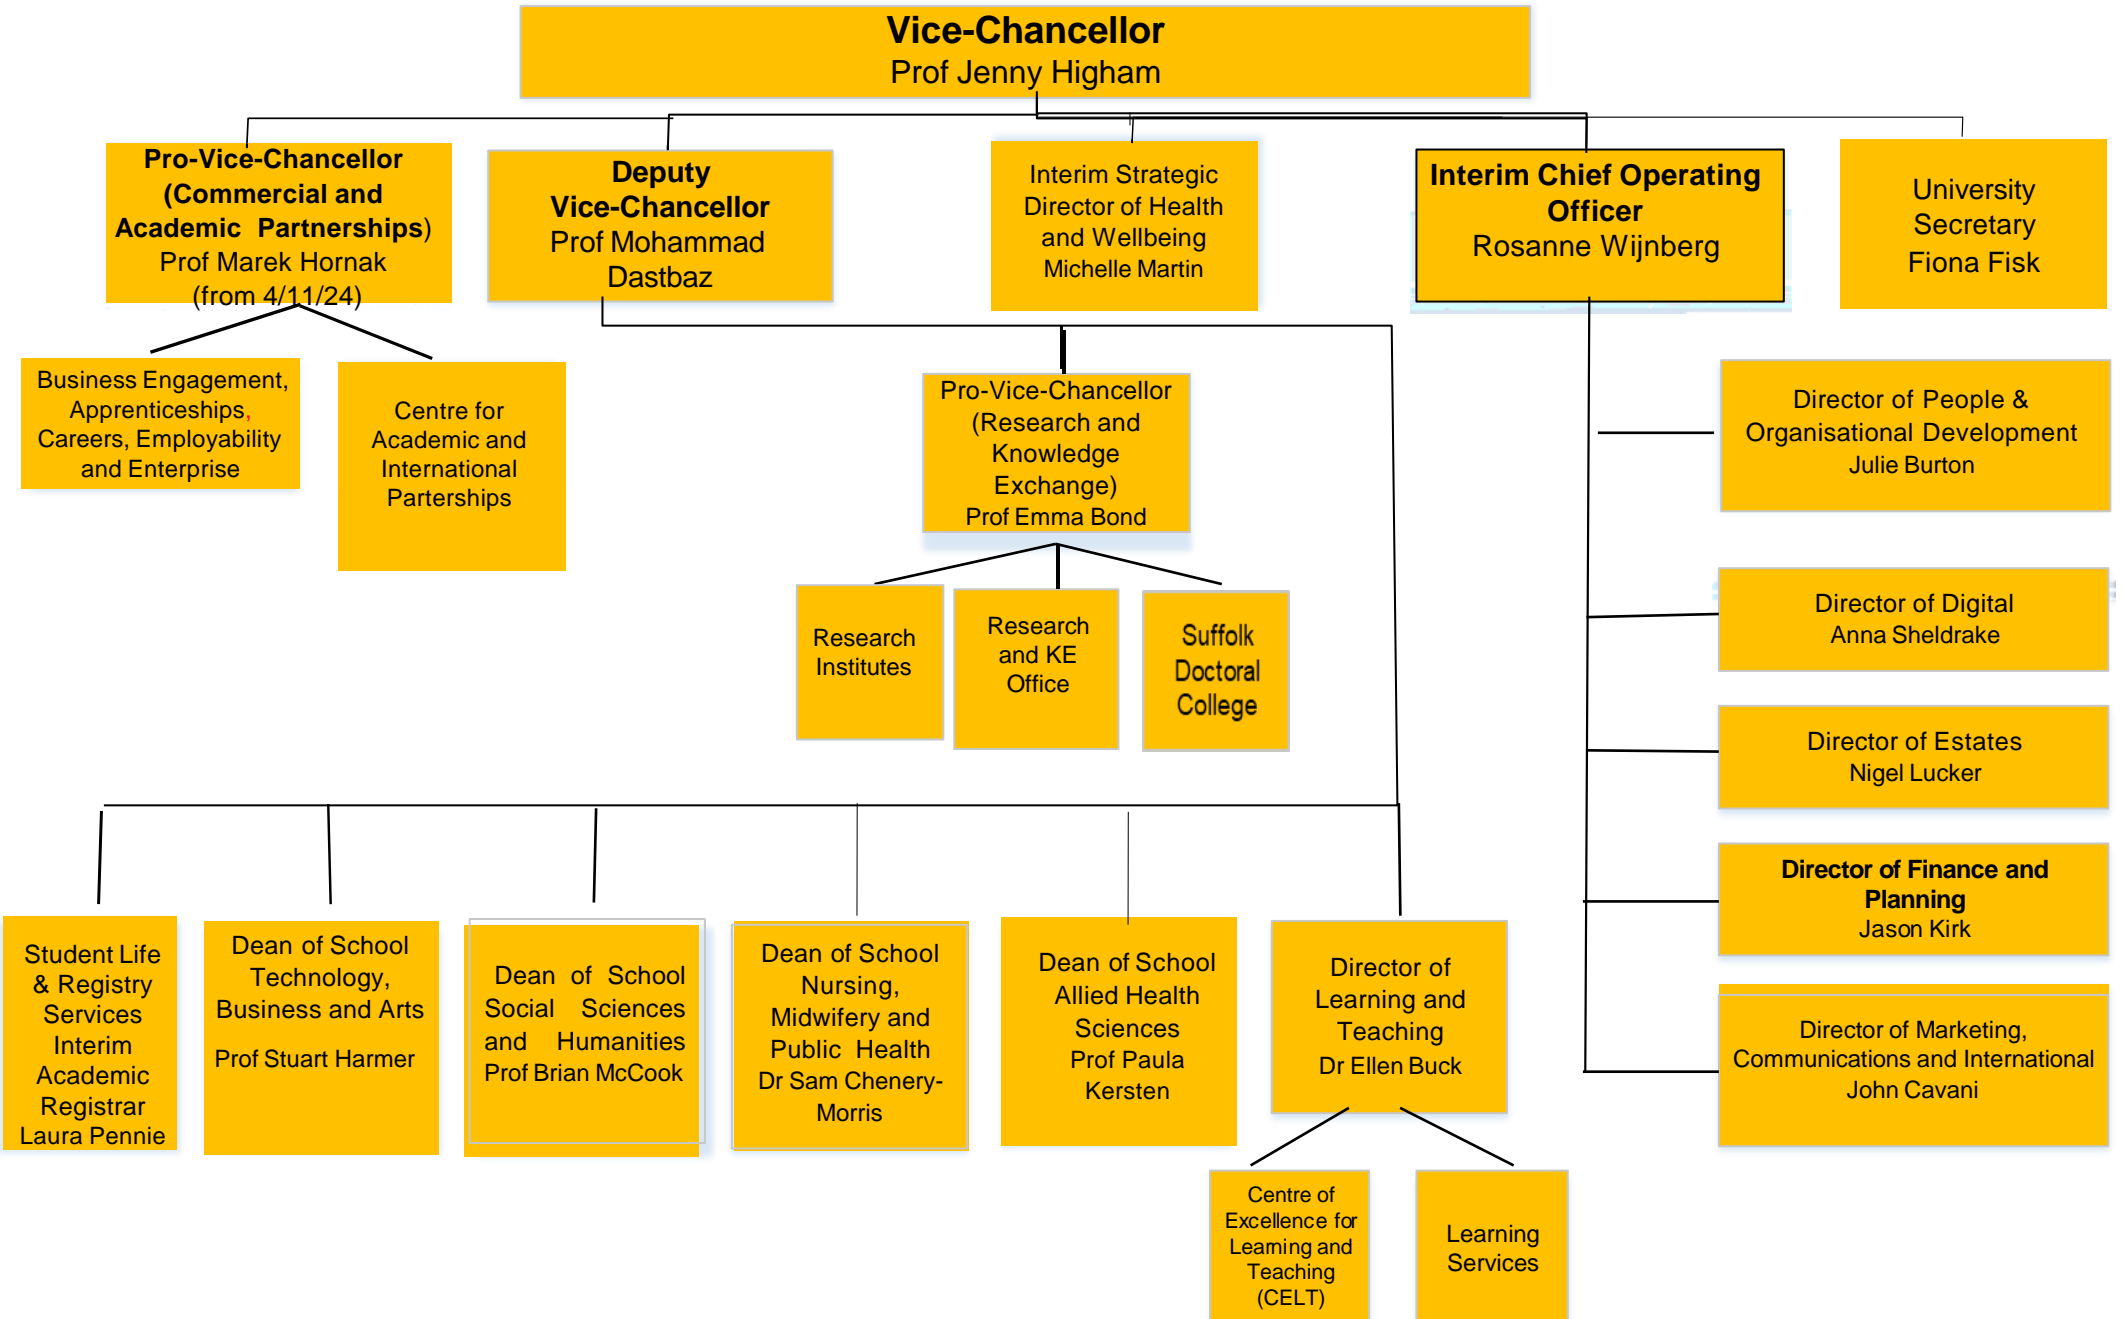 Vice-Chancellor
Prof Jenny Higham
Pro-Vice-Chancellor
(Commercial and
Academic Partnerships)
Prof Marek Hornak
(from 4/11/24)
Deputy
Vice-Chancellor
Prof Mohammad
Dastbaz
Interim Strategic
Director of Health
and Wellbeing
Michelle Martin
Interim Chief Operating
Officer
Rosanne Wijnberg
University
Secretary
Fiona Fisk
Business Engagement,
Apprenticeships,
Careers, Employability
and Enterprise
Centre for
Academic and
International
Parterships
Pro-Vice-Chancellor
(Research and
Knowledge
Exchange)
Prof Emma Bond
Director of People &
Organisational Development
Julie Burton
Research
Institutes
Research
and KE
Office
Suffolk
Doctoral
College
Director of Digital
Anna Sheldrake
Director of Estates
Nigel Lucker
Director of Finance and
Planning
Jason Kirk
Director of Marketing,
Communications and International
John Cavani
Student Life
& Registry
Services
Interim
Academic
Registrar
Laura Pennie
Dean of School
Technology,
Business and Arts
Prof Stuart Harmer
Dean of School
Social Sciences
and Humanities
Prof Brian McCook
Dean of School
Nursing,
Midwifery and
Public Health
Dr Sam Chenery-
Morris
Dean of School
Allied Health
Sciences
Prof Paula
Kersten
Director of
Learning and
Teaching
Dr Ellen Buck
Centre of
Excellence for
Learning and
Teaching
(CELT)
Learning
Services